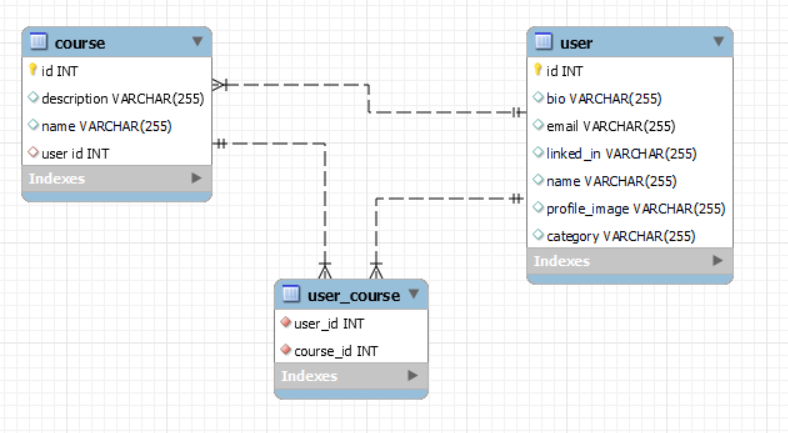 course
id INT
description VARCHAR(255)
name VARCHAR(255)
user id INT
Indexes
user
id INT
bio VARCHAR(255)
email VARCHAR(255)
linked_in VARCHAR(255)
name VARCHAR(255)
profile_image VARCHAR(255)
category VARCHAR(255)
Indexes
user_course
user_id INT
course_id INT
Indexes